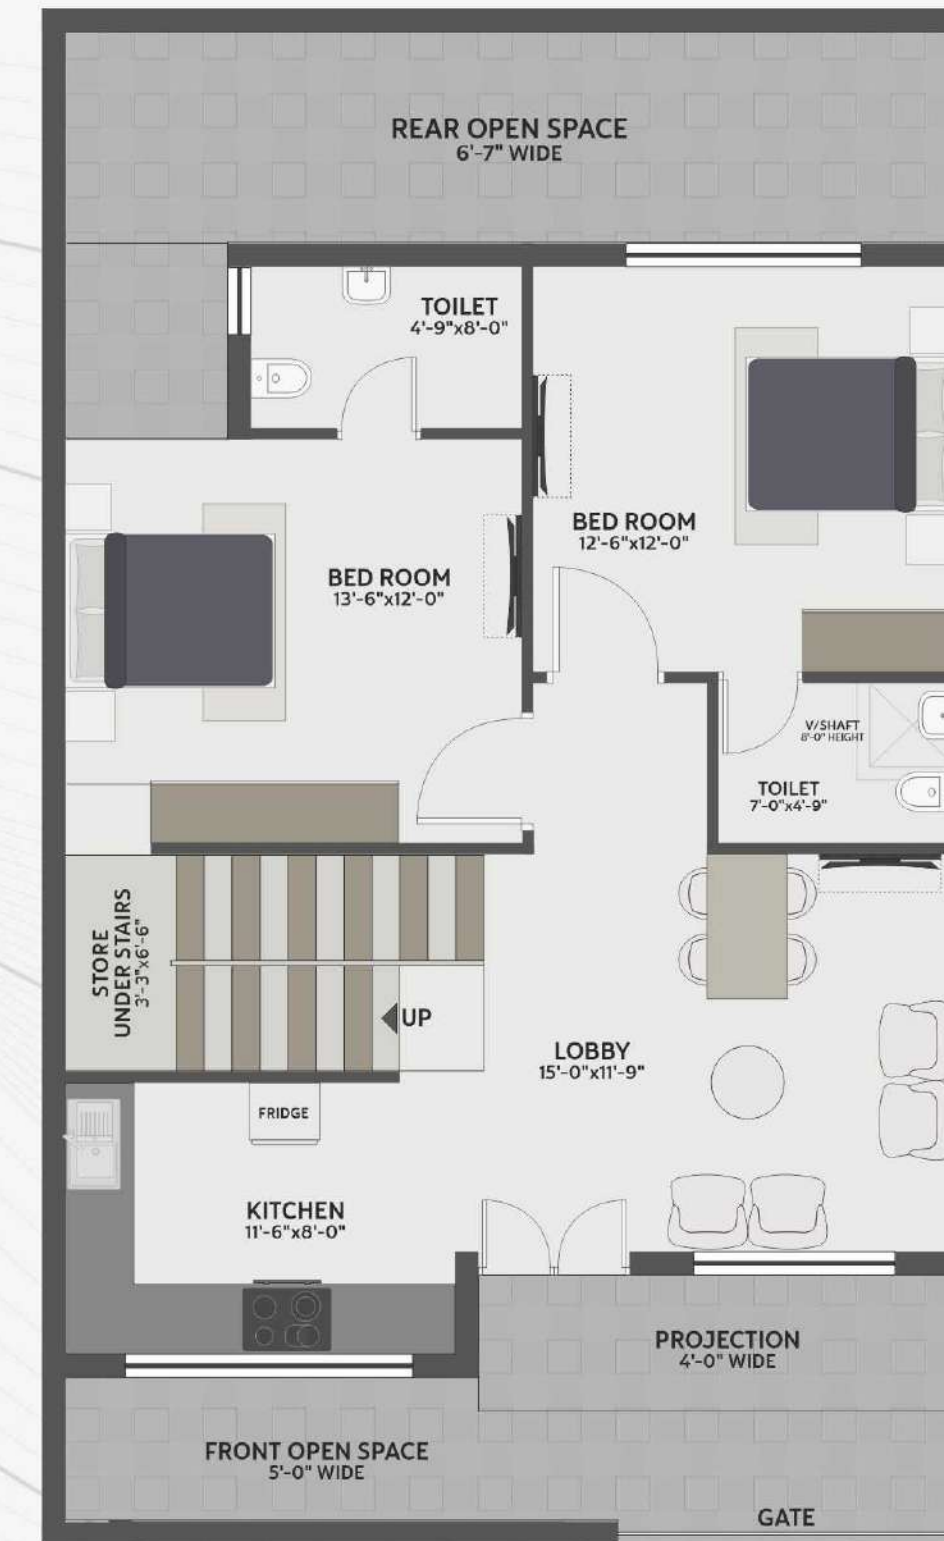 REAR OPEN SPACE
6'-7" WIDE
TOILET
4'-9"x8'-0"
BED ROOM
12'-6"x12'-0"
BED ROOM
13'-6"x12'-0"
V/SHAFT
8'-0" HEIGHT
TOILET
7'-0"x4'-9"
STORE
UNDER STAIRS
3'-3"x6'-6"
UP
LOBBY
15'-0"x11'-9"
FRIDGE
KITCHEN
11'-6"x8'-0"
PROJECTION
4'-0" WIDE
FRONT OPEN SPACE
5'-0" WIDE
GATE